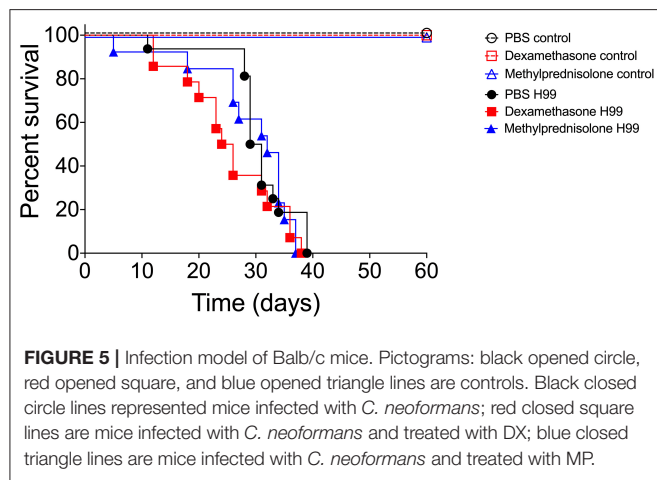 Percent survival
100
80
60
40
20
0
0 10 20 30 40 50 60
Time (days)
PBS control
Dexamethasone control
Methylprednisolone control
PBS H99
Dexamethasone H99
Methylprednisolone H99
FIGURE 5 | Infection model of Balb/c mice. Pictograms: black opened circle,
red opened square, and blue opened triangle lines are controls. Black closed
circle lines represented mice infected with C. neoformans; red closed square
lines are mice infected with C. neoformans and treated with DX; blue closed
triangle lines are mice infected with C. neoformans and treated with MP.